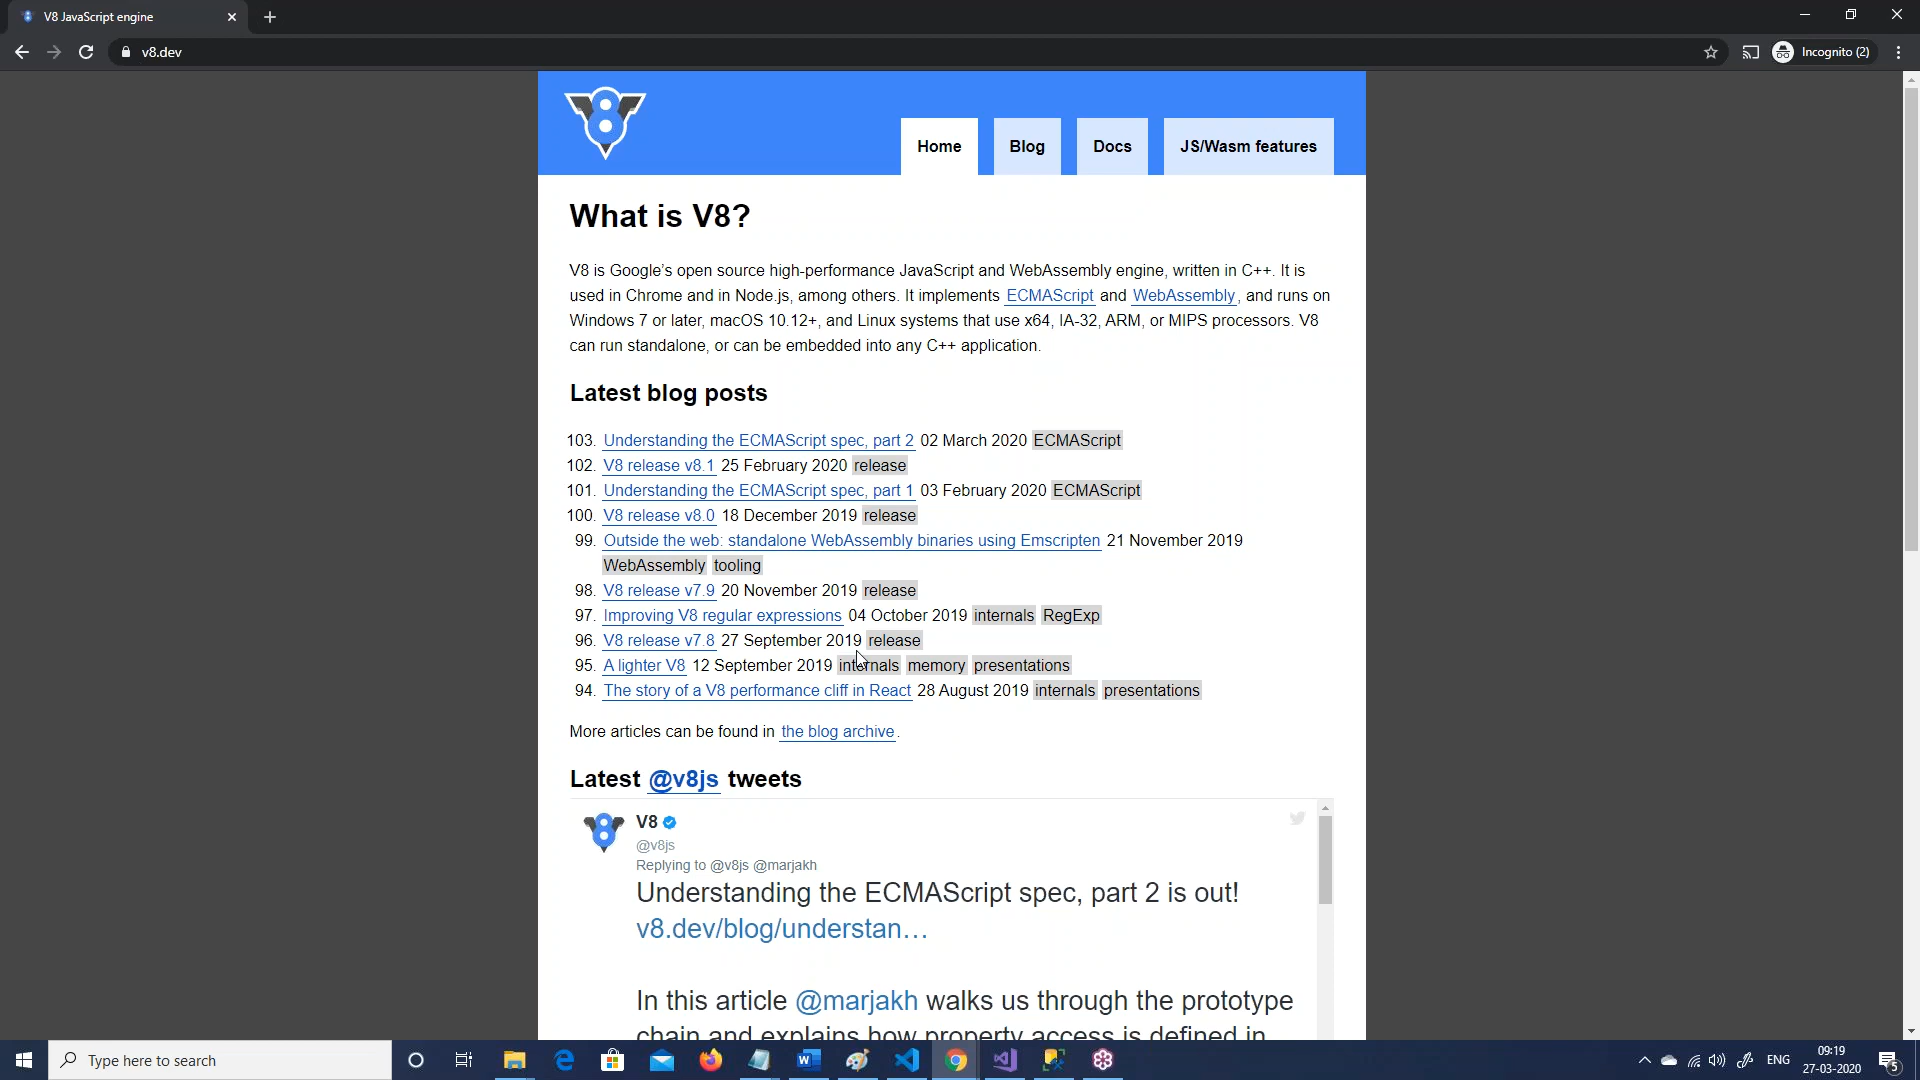 V8 JavaScript engine
v8.dev
Incognito (2)
Home
Blog
Docs
JS/Wasm features
What is V8?
V8 is Google's open source high-performance JavaScript and WebAssembly engine, written in C++. It is
used in Chrome and in Node.js, among others. It implements ECMAScript and WebAssembly, and runs on
Windows 7 or later, macOS 10.12+, and Linux systems that use x64, IA-32, ARM, or MIPS processors. V8
can run standalone, or can be embedded into any C++ application.
Latest blog posts
103. Understanding the ECMAScript spec, part 2 02 March 2020 ECMAScript
102. V8 release v8.1 25 February 2020 release
101. Understanding the ECMAScript spec, part 1 03 February 2020 ECMAScript
100. V8 release v8.0 18 December 2019 release
99. Outside the web: standalone WebAssembly binaries using Emscripten 21 November 2019
WebAssembly tooling
98. V8 release v7.9 20 November 2019 release
97. Improving V8 regular expressions 04 October 2019 internals RegExp
96. V8 release v7.8 27 September 2019 release
95. A lighter V8 12 September 2019 internals memory presentations
94. The story of a V8 performance cliff in React 28 August 2019 internals presentations
More articles can be found in the blog archive.
Latest @v8js tweets
V8
@v8js
Replying to @v8js @marjakh
Understanding the ECMAScript spec, part 2 is out!
v8.dev/blog/understan…
In this article @marjakh walks us through the prototype
chain and explains how property access is defined in
Type here to search
ENG
09:19
27-03-2020
5